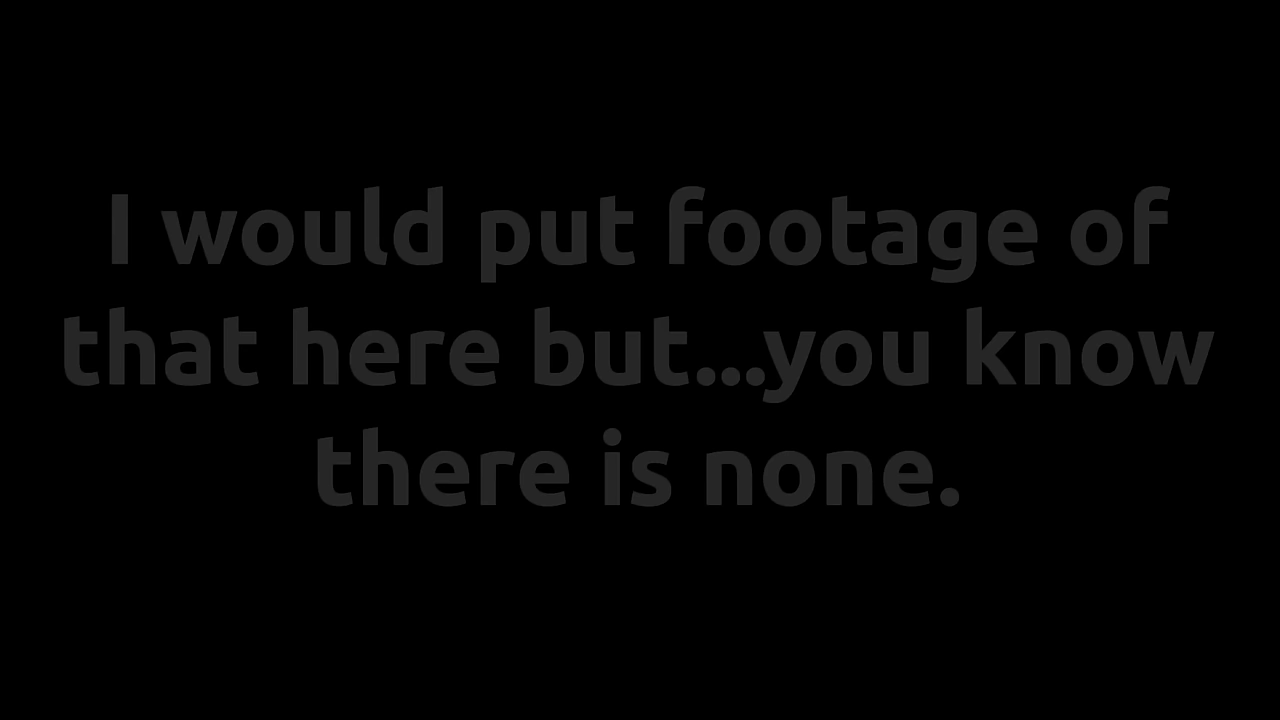 I would put footage of
that here but...you know
there is none.